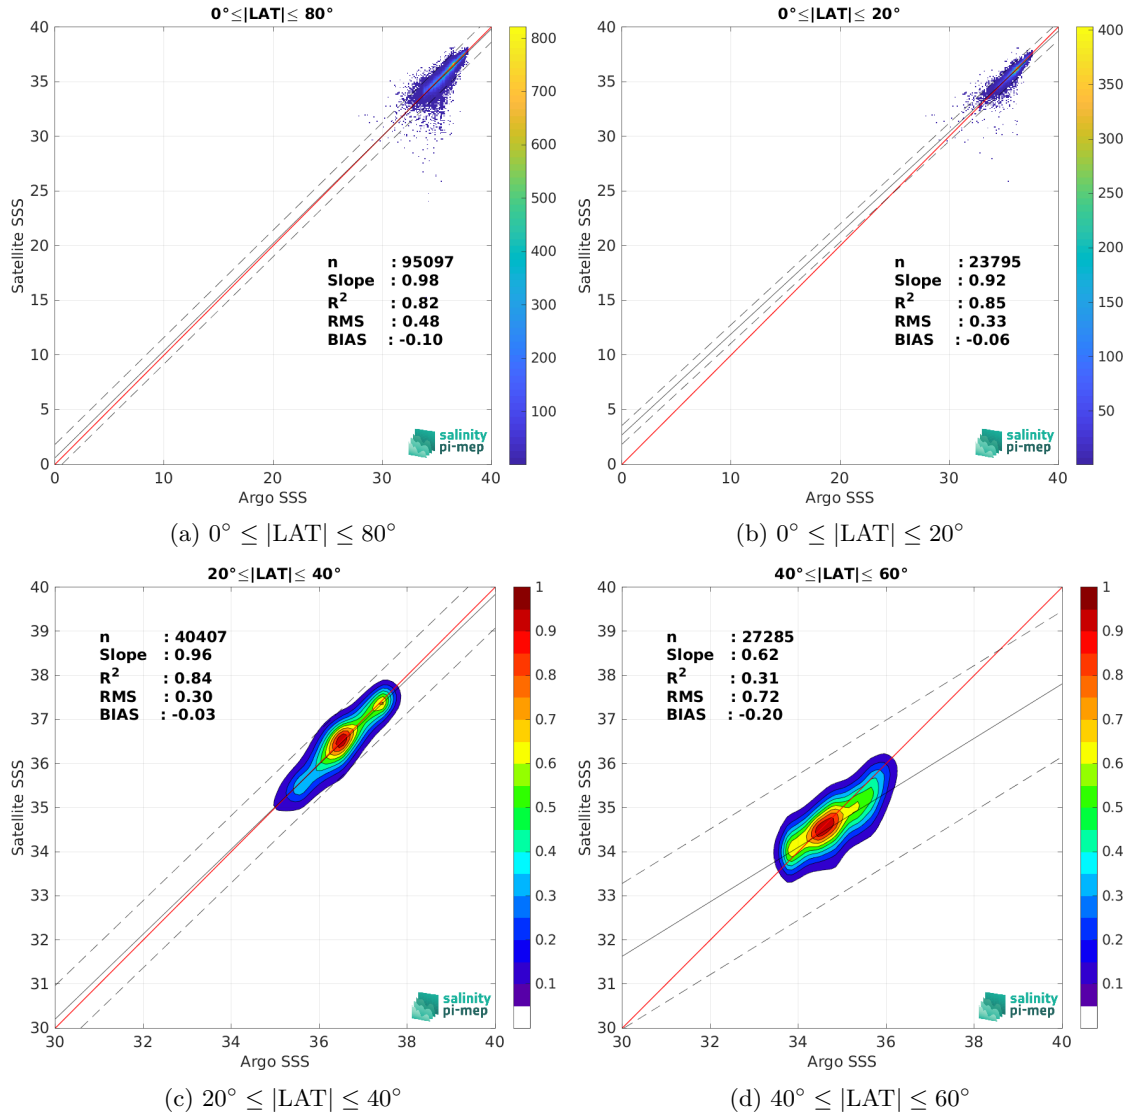 0°≤|LAT|≤ 80°
40
35
30
25
20
15
10
5
0
0
10
20
30
40
Satellite SSS
Argo SSS
n : 95097
Slope : 0.98
R² : 0.82
RMS : 0.48
BIAS : -0.10
salinity
pi-mep
800
700
600
500
400
300
200
100
(a) 0° ≤ |LAT| ≤ 80°
0°≤|LAT|≤ 20°
40
35
30
25
20
15
10
5
0
0
10
20
30
40
Satellite SSS
Argo SSS
n : 23795
Slope : 0.92
R² : 0.85
RMS : 0.33
BIAS : -0.06
salinity
pi-mep
400
350
300
250
200
150
100
50
(b) 0° ≤ |LAT| ≤ 20°
20°≤|LAT|≤ 40°
40
39
38
37
36
35
34
33
32
31
30
30
32
34
36
38
40
Satellite SSS
Argo SSS
n : 40407
Slope : 0.96
R² : 0.84
RMS : 0.30
BIAS : -0.03
salinity
pi-mep
1
0.9
0.8
0.7
0.6
0.5
0.4
0.3
0.2
0.1
(c) 20° ≤ |LAT| ≤ 40°
40°≤|LAT|≤ 60°
40
39
38
37
36
35
34
33
32
31
30
30
32
34
36
38
40
Satellite SSS
Argo SSS
n : 27285
Slope : 0.62
R² : 0.31
RMS : 0.72
BIAS : -0.20
salinity
pi-mep
1
0.9
0.8
0.7
0.6
0.5
0.4
0.3
0.2
0.1
(d) 40° ≤ |LAT| ≤ 60°